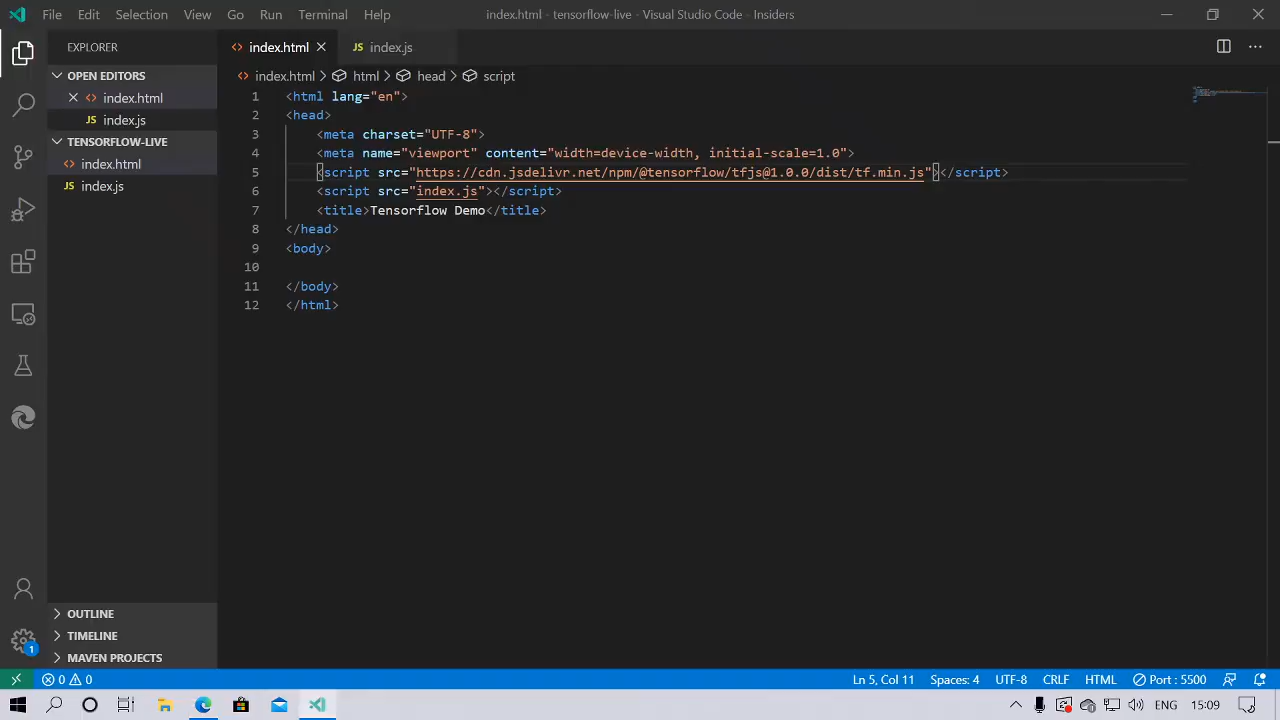 File Edit Selection View Go Run Terminal Help
index.html - tensorflow-live - Visual Studio Code - Insiders
EXPLORER
OPEN EDITORS
index.html
JS index.js
TENSORFLOW-LIVE
index.html
JS index.js
OUTLINE
TIMELINE
MAVEN PROJECTS
1
index.html
JS index.js
index.html > html > head > script
1 <html lang="en">
2 <head>
3 <meta charset="UTF-8">
4 <meta name="viewport" content="width=device-width, initial-scale=1.0">
5 <script src="https://cdn.jsdelivr.net/npm/@tensorflow/tfjs@1.0.0/dist/tf.min.js"></script>
6 <script src="index.js"></script>
7 <title>Tensorflow Demo</title>
8 </head>
9 <body>
10
11 </body>
12 </html>
0 0 Ln 5, Col 11 Spaces: 4 UTF-8 CRLF HTML Port : 5500
ENG 15:09